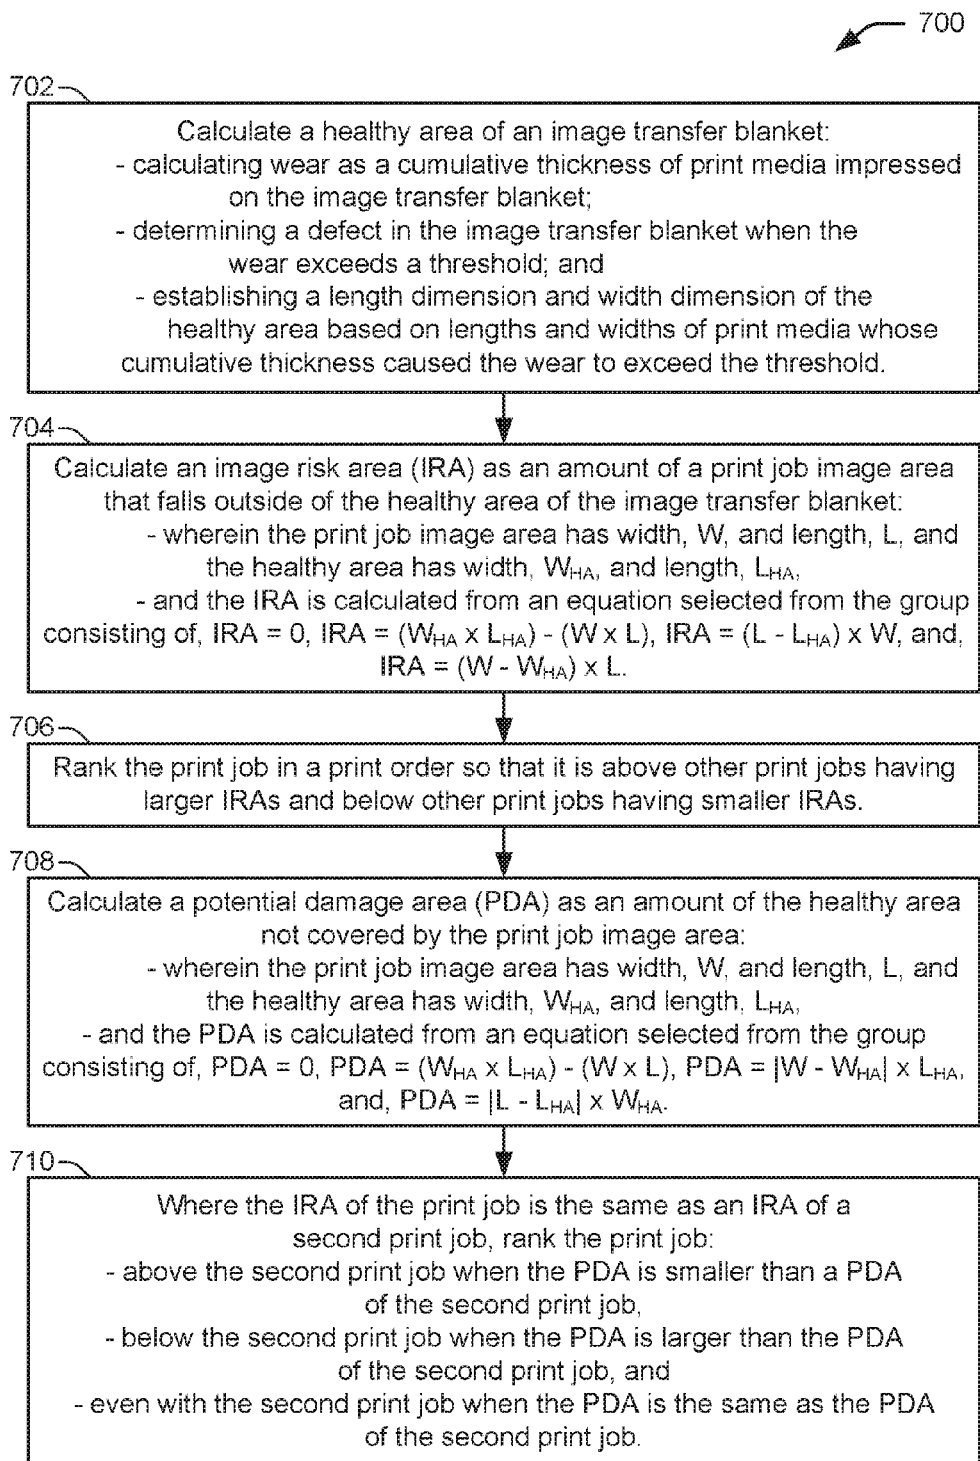 700
702
Calculate a healthy area of an image transfer blanket:
- calculating wear as a cumulative thickness of print media impressed
on the image transfer blanket;
- determining a defect in the image transfer blanket when the
wear exceeds a threshold; and
- establishing a length dimension and width dimension of the
healthy area based on lengths and widths of print media whose
cumulative thickness caused the wear to exceed the threshold.
704
Calculate an image risk area (IRA) as an amount of a print job image area
that falls outside of the healthy area of the image transfer blanket:
- wherein the print job image area has width, W, and length, L, and
the healthy area has width, WHA, and length, LHA,
- and the IRA is calculated from an equation selected from the group
consisting of, IRA = 0, IRA = (WHA x LHA) - (W x L), IRA = (L - LHA) x W, and,
IRA = (W - WHA) x L.
706
Rank the print job in a print order so that it is above other print jobs having
larger IRAs and below other print jobs having smaller IRAs.
708
Calculate a potential damage area (PDA) as an amount of the healthy area
not covered by the print job image area:
- wherein the print job image area has width, W, and length, L, and
the healthy area has width, WHA, and length, LHA,
- and the PDA is calculated from an equation selected from the group
consisting of, PDA = 0, PDA = (WHA x LHA) - (W x L), PDA = |W - WHA| x LHA,
and, PDA = |L - LHA| x WHA.
710
Where the IRA of the print job is the same as an IRA of a
second print job, rank the print job:
- above the second print job when the PDA is smaller than a PDA
of the second print job,
- below the second print job when the PDA is larger than the PDA
of the second print job, and
- even with the second print job when the PDA is the same as the PDA
of the second print job.